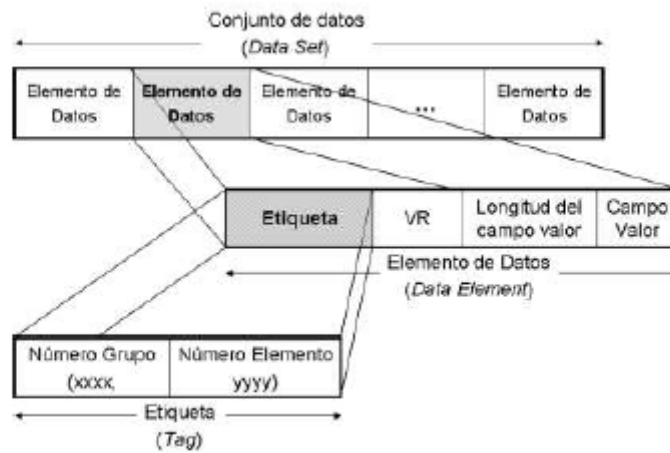 Conjunto de datos
(Data Set)
Elemento de Datos
Elemento de Datos
Elemento de Datos
...
Elemento de Datos
Etiqueta
VR
Longitud del campo valor
Campo Valor
Elemento de Datos
(Data Element)
Número Grupo (xxxx,
Número Elemento yyyy)
Etiqueta
(Tag)